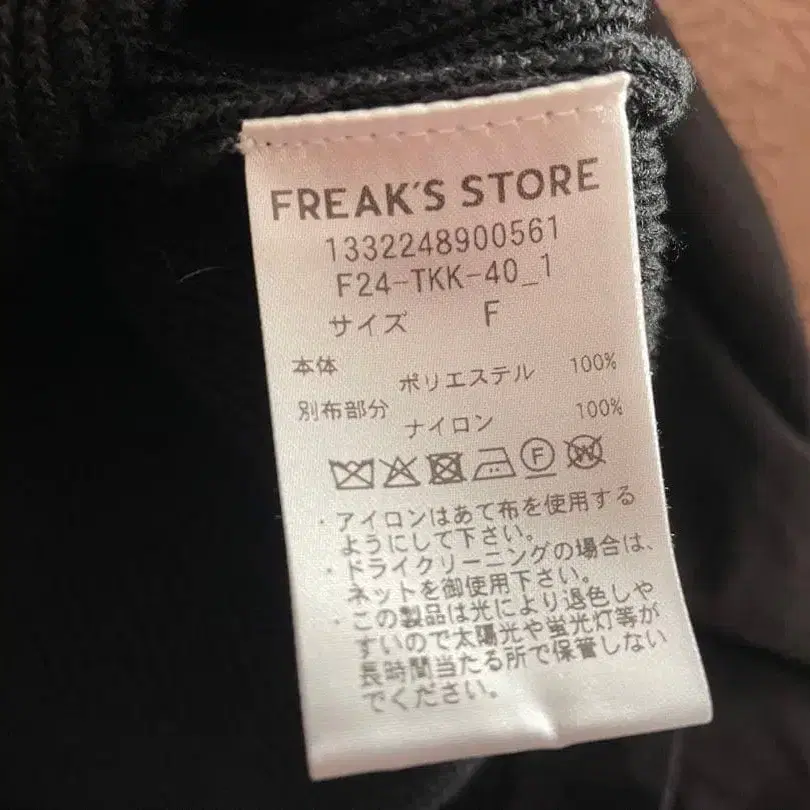 FREAK'S STORE
1332248900561
F24-TKK-40_1
サイズ F
本体 ポリエステル 100%
別布部分 ナイロン 100%
F W
・アイロンはあて布を使用する
ようにして下さい。
・ドライクリーニングの場合は、
ネットを御使用下さい。
・この製品は光により退色しや
すいので太陽光や蛍光灯等が
長時間当たる所で保管しない
でください。